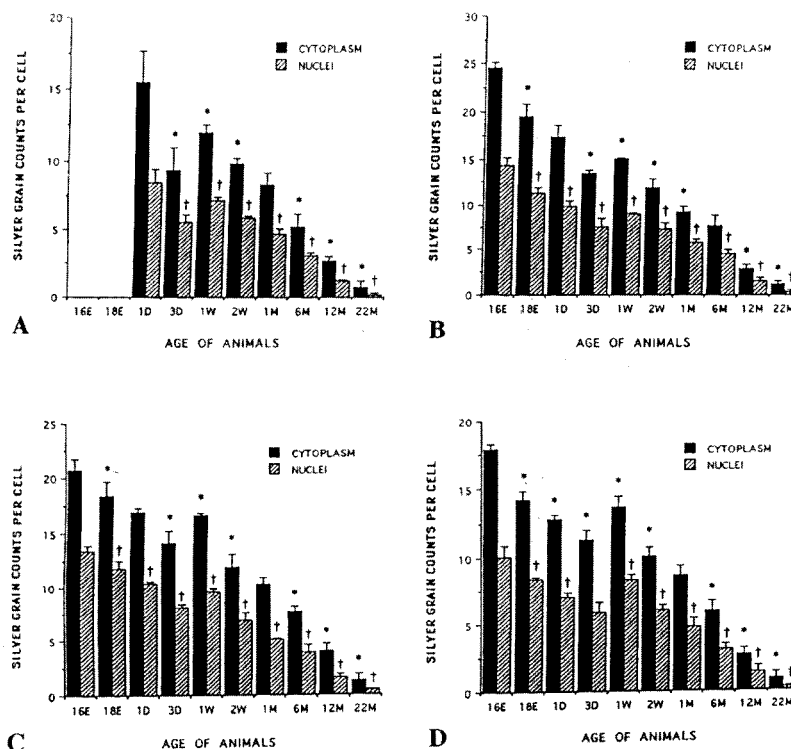 SILVER GRAIN COUNTS PER CELL
20
15
10
5
0
CYTOPLASM
NUCLEI
* * * * * *
† † † † † † †
16E 18E 1D 3D 1W 2W 1M 6M 12M 22M
AGE OF ANIMALS
A
SILVER GRAIN COUNTS PER CELL
30
25
20
15
10
5
0
CYTOPLASM
NUCLEI
* * * * * * *
† † † † † † † † †
16E 18E 1D 3D 1W 2W 1M 6M 12M 22M
AGE OF ANIMALS
B
SILVER GRAIN COUNTS PER CELL
25
20
15
10
5
0
CYTOPLASM
NUCLEI
* * * * * * *
† † † † † † † † †
16E 18E 1D 3D 1W 2W 1M 6M 12M 22M
AGE OF ANIMALS
C
SILVER GRAIN COUNTS PER CELL
20
15
10
5
0
CYTOPLASM
NUCLEI
* * * * * * * *
† † † † † † † †
16E 18E 1D 3D 1W 2W 1M 6M 12M 22M
AGE OF ANIMALS
D